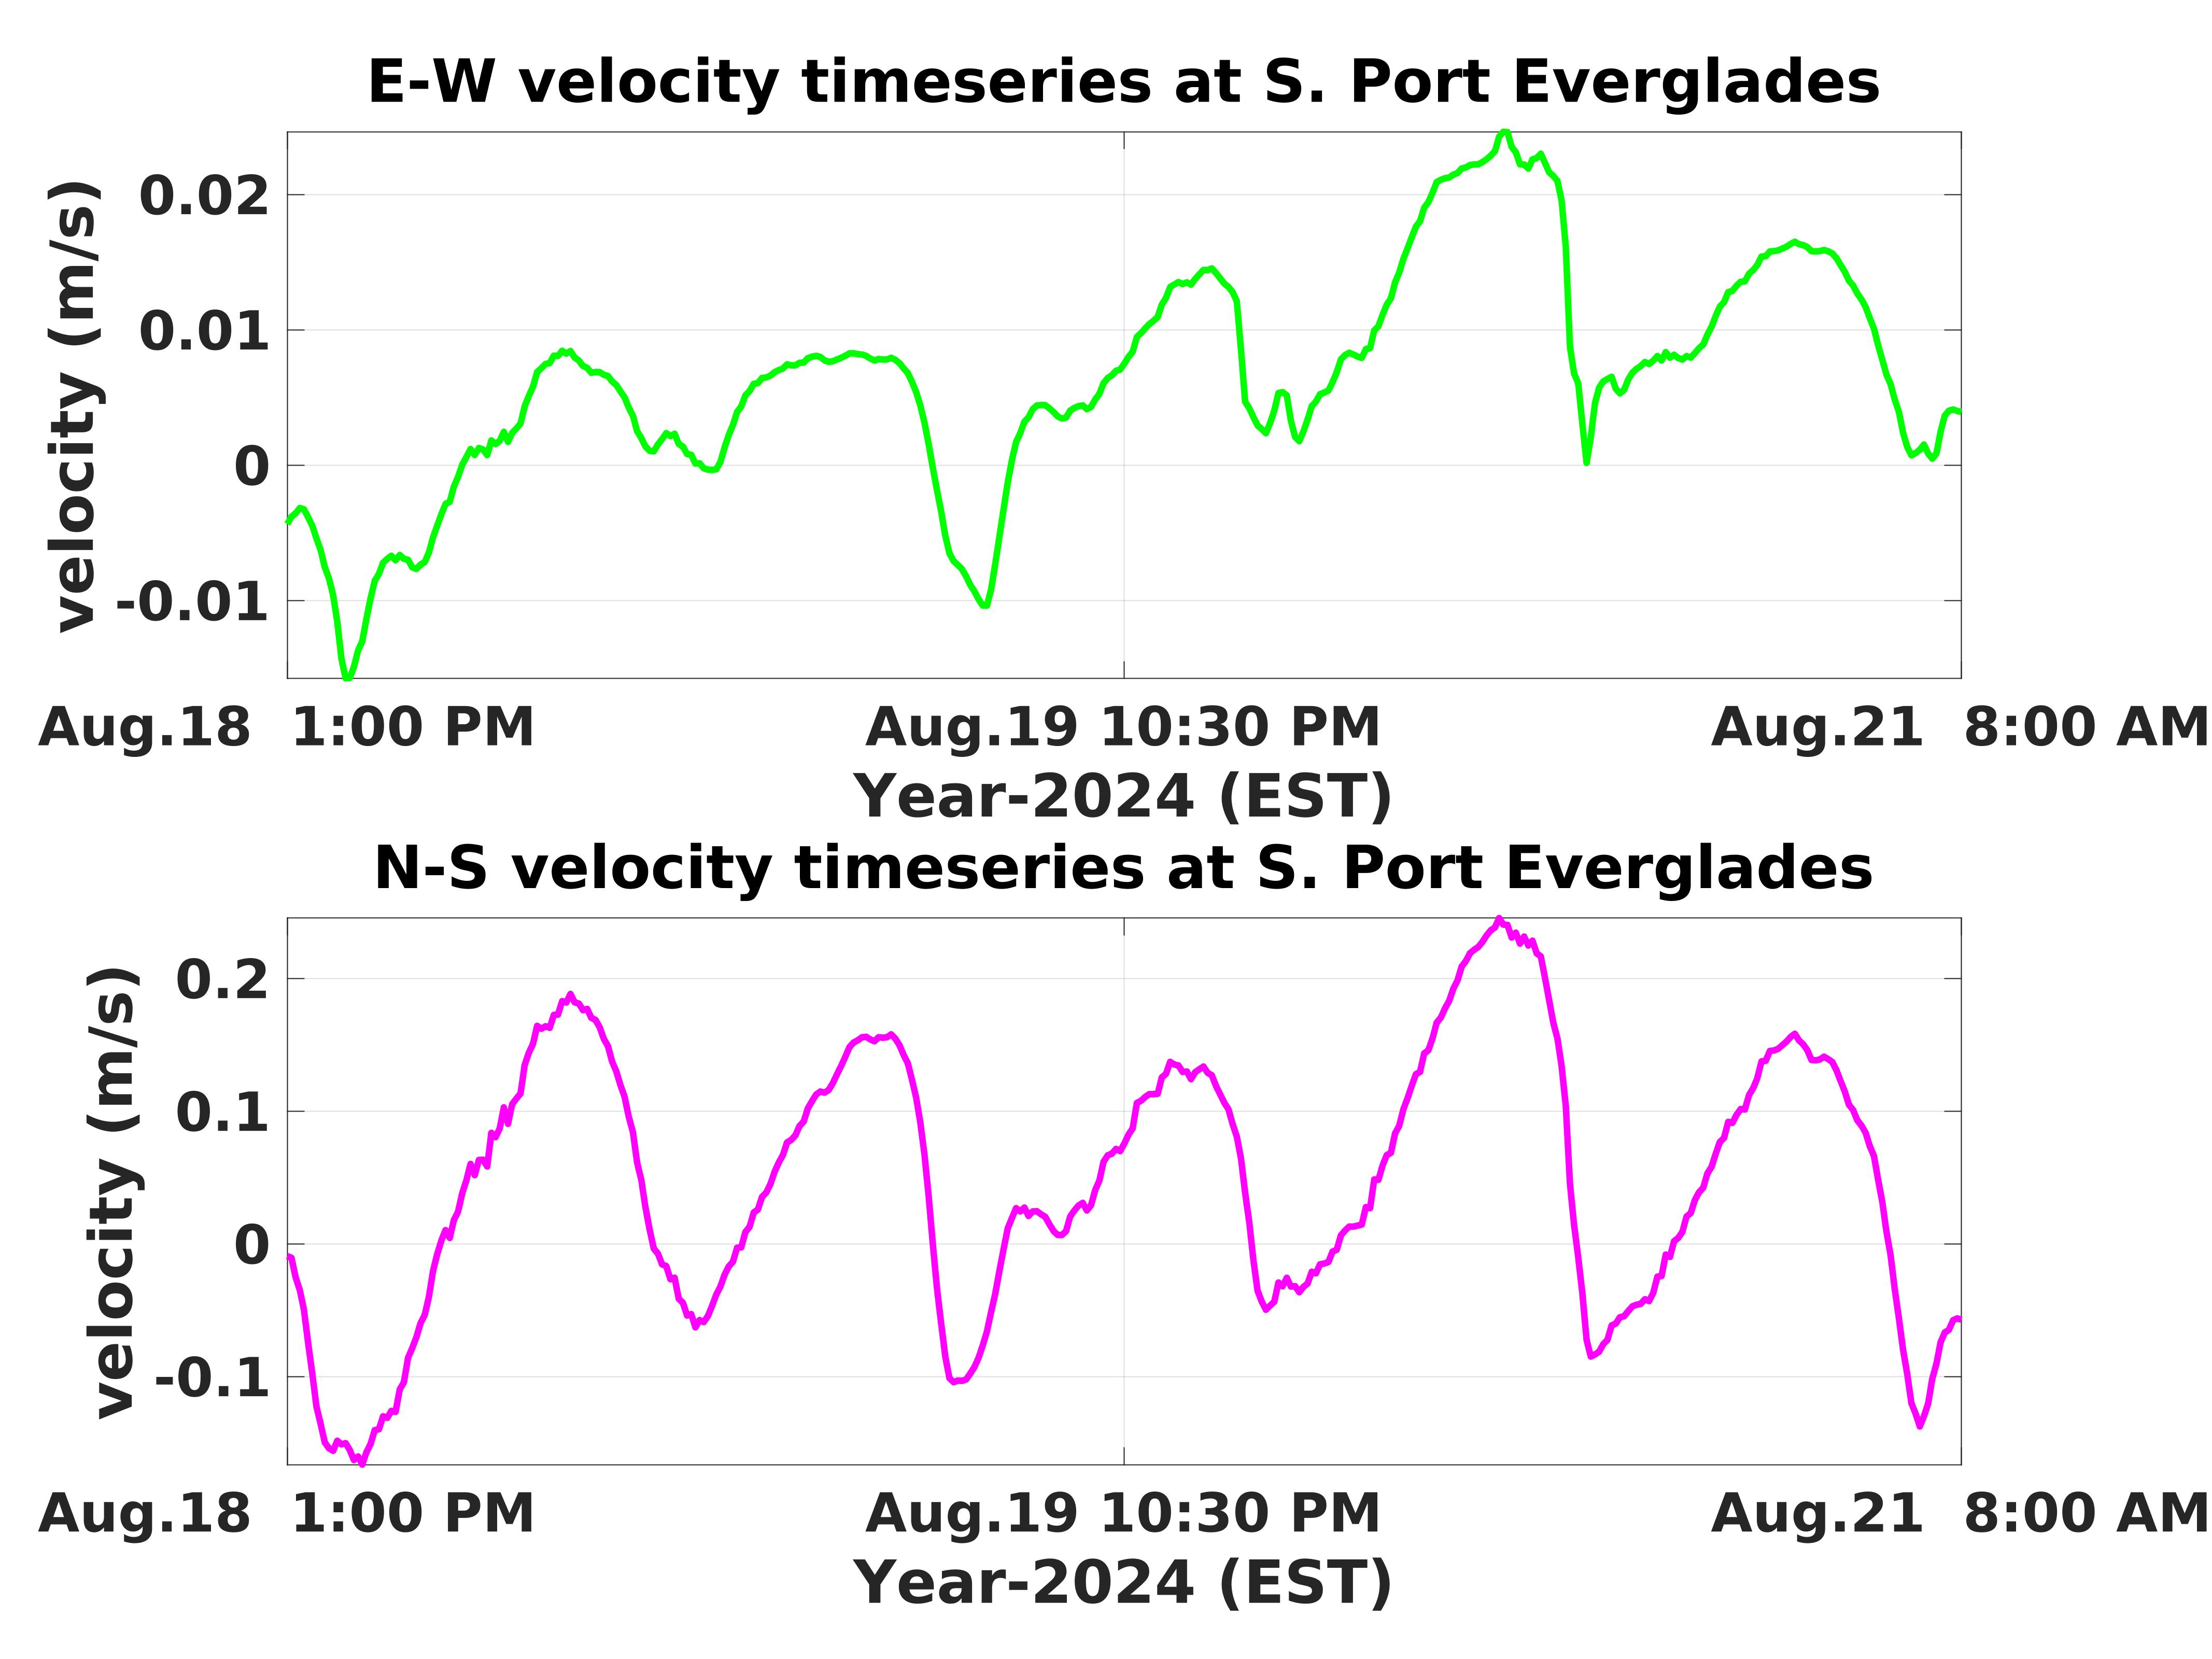 E-W velocity timeseries at S. Port Everglades
velocity (m/s)
0.02
0.01
0
-0.01
Aug.18  1:00 PM
Aug.19 10:30 PM
Aug.21  8:00 AM
Year-2024 (EST)
N-S velocity timeseries at S. Port Everglades
velocity (m/s)
0.2
0.1
0
-0.1
Aug.18  1:00 PM
Aug.19 10:30 PM
Aug.21  8:00 AM
Year-2024 (EST)